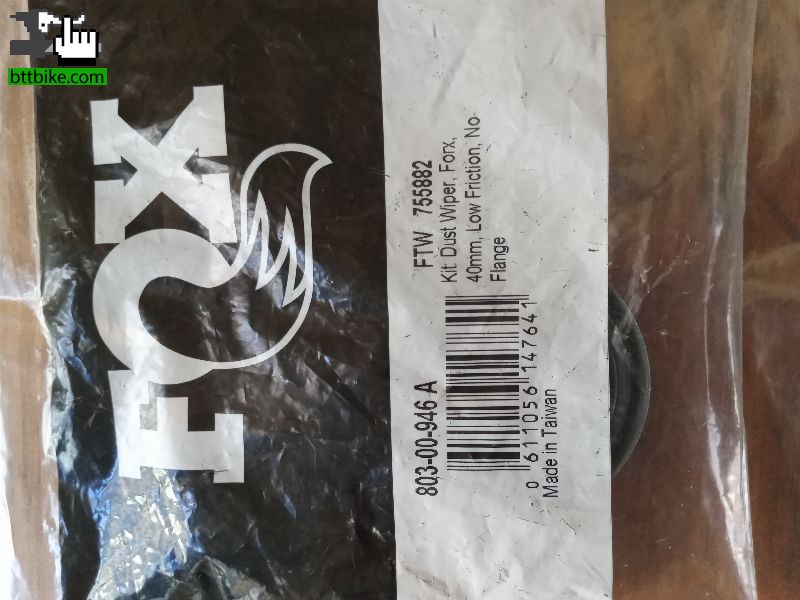 bttbike.com
FOX
803-00-946 A
FTW 755882
Kit: Dust Wiper, Forx,
40mm, Low Friction, No-
Flange
0 611056 147641
Made in Taiwan